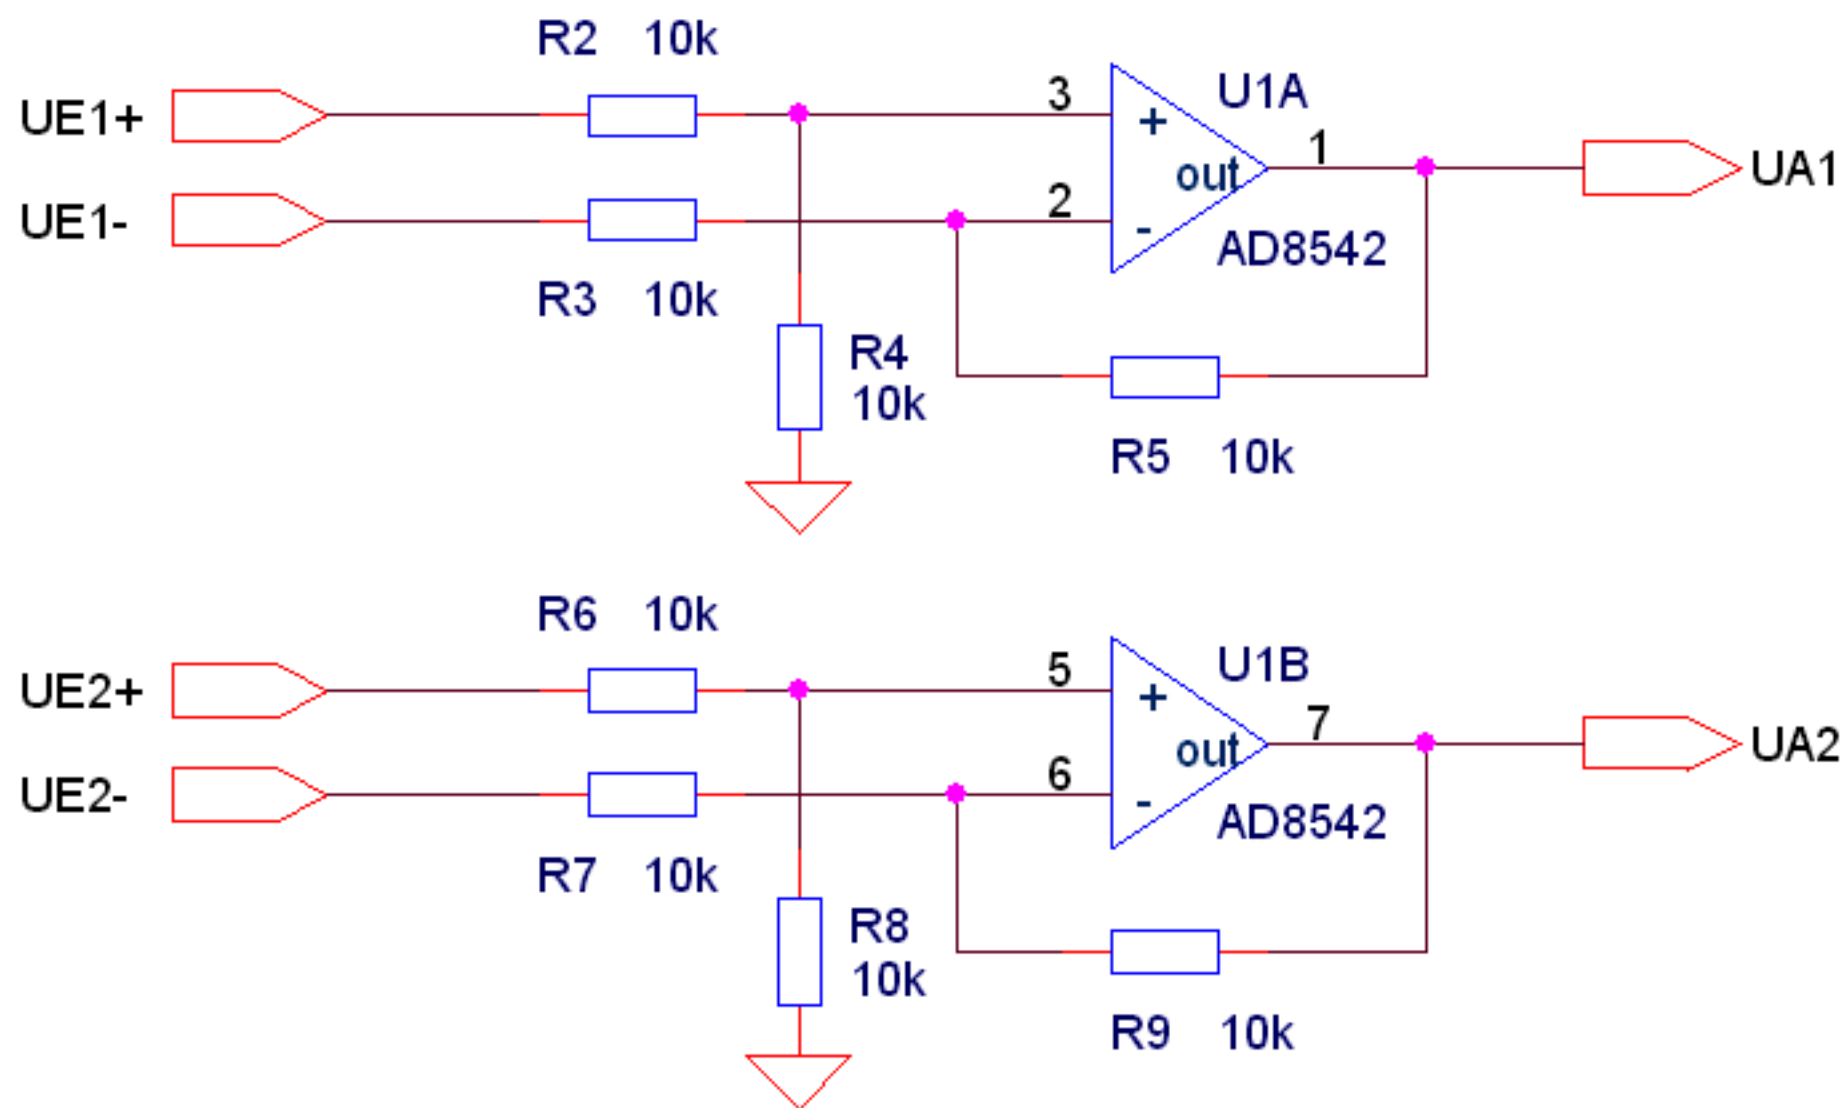 R2 10k
UE1+
3
+
U1A
out
1
UA1
UE1-
2
-
AD8542
R3 10k
R4
10k
R5 10k
R6 10k
UE2+
5
+
U1B
out
7
UA2
UE2-
6
-
AD8542
R7 10k
R8
10k
R9 10k